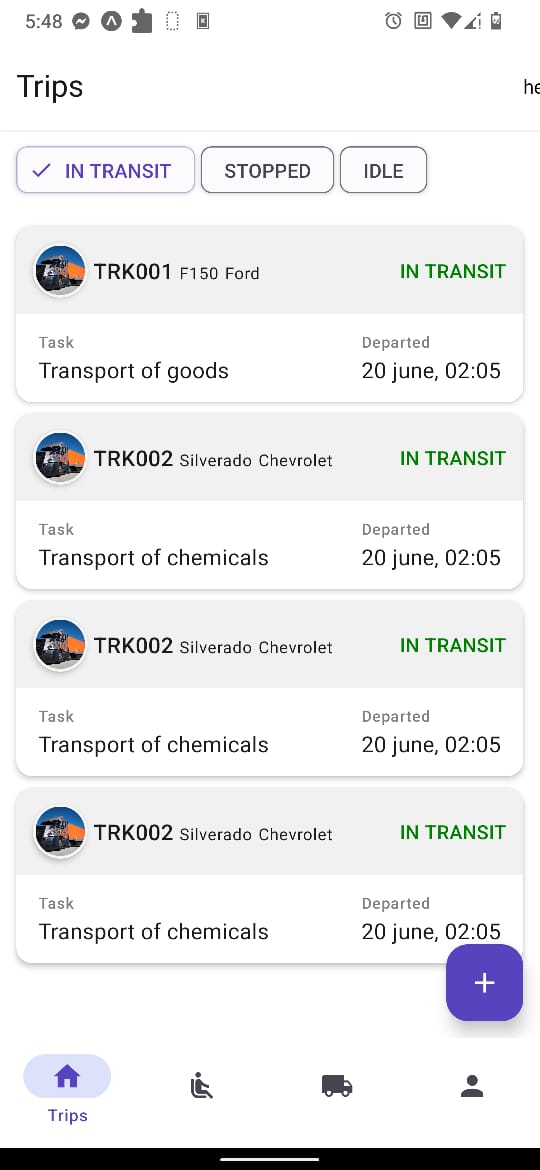 5:48
Trips
he
IN TRANSIT STOPPED IDLE
TRK001 F150 Ford IN TRANSIT
Task Departed
Transport of goods 20 june, 02:05
TRK002 Silverado Chevrolet IN TRANSIT
Task Departed
Transport of chemicals 20 june, 02:05
TRK002 Silverado Chevrolet IN TRANSIT
Task Departed
Transport of chemicals 20 june, 02:05
TRK002 Silverado Chevrolet IN TRANSIT
Task Departed
Transport of chemicals 20 june, 02:05
+
Trips